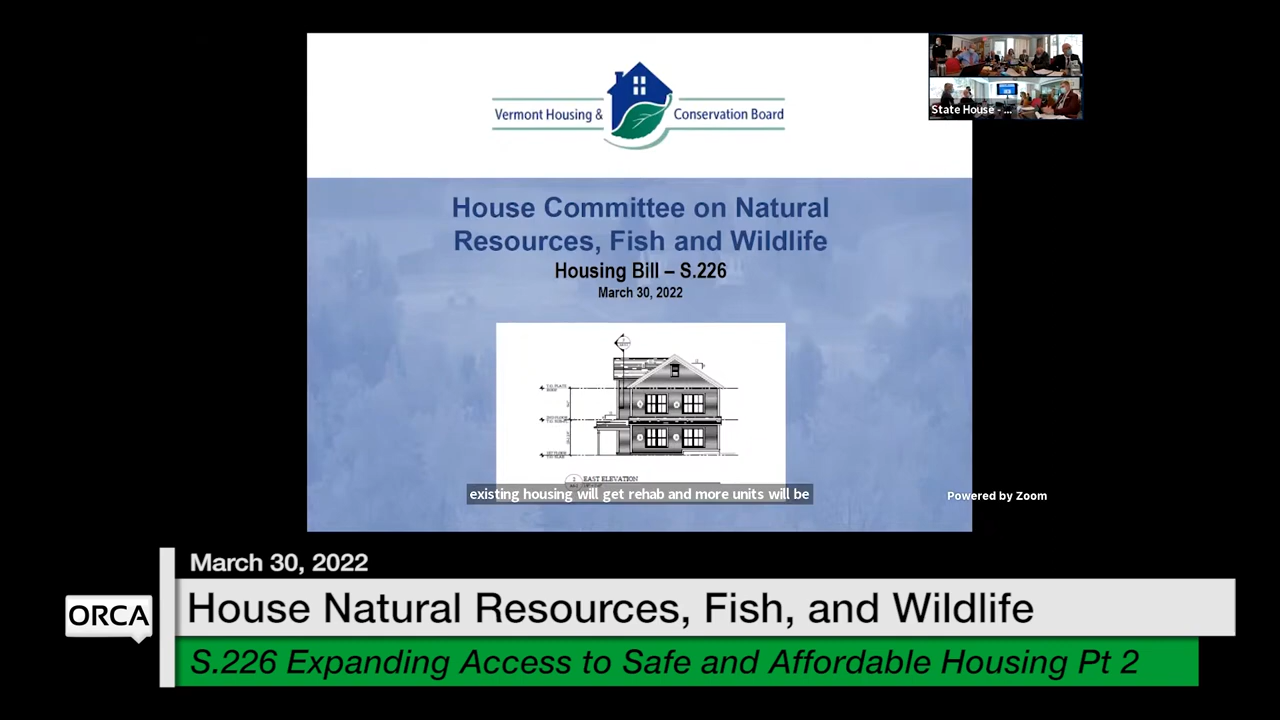 Vermont Housing & Conservation Board
State House - ...
House Committee on Natural
Resources, Fish and Wildlife
Housing Bill – S.226
March 30, 2022
EAST ELEVATION
existing housing will get rehab and more units will be
Powered by Zoom
March 30, 2022
House Natural Resources, Fish, and Wildlife
ORCA
S.226 Expanding Access to Safe and Affordable Housing Pt 2